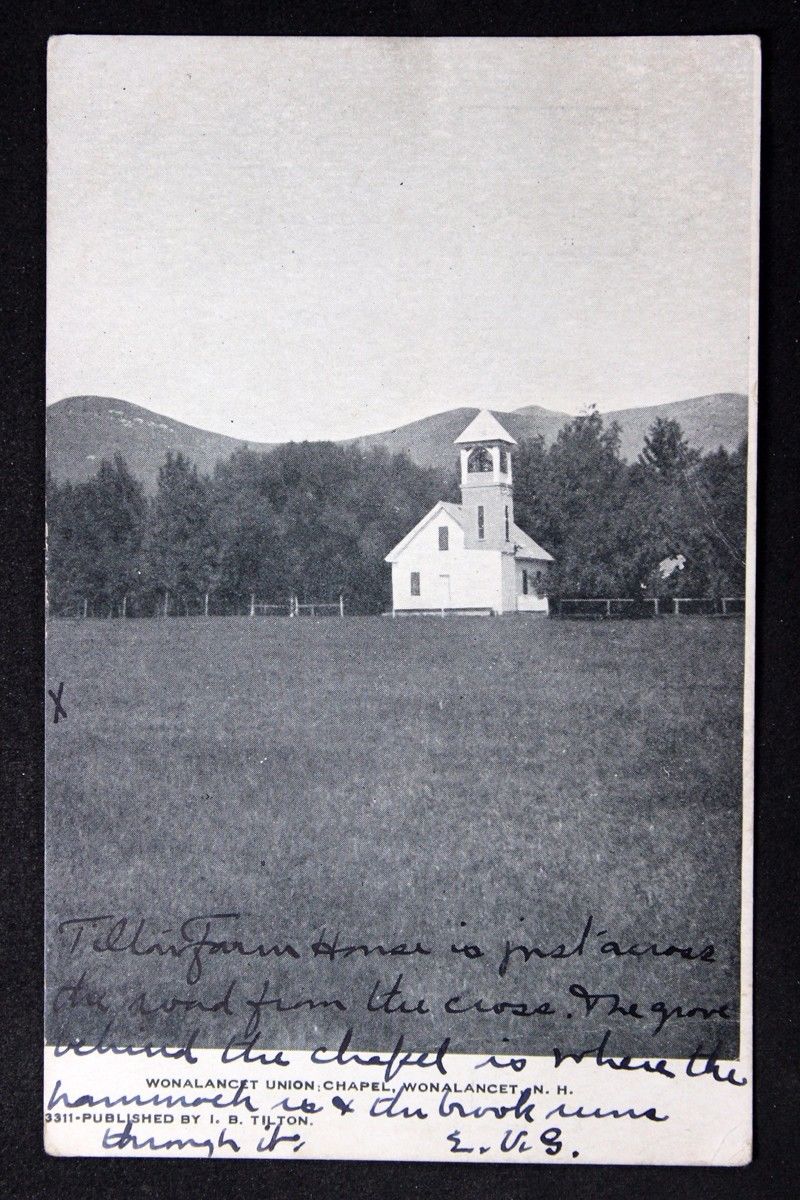 X
Tilton Farm House is just across
the road from the cross. The grove
behind the chapel is where the
WONALANCET UNION CHAPEL, WONALANCET, N. H.
hammock is & the brook runs
3311-PUBLISHED BY I. B. TILTON.
through it.  E. V. G.